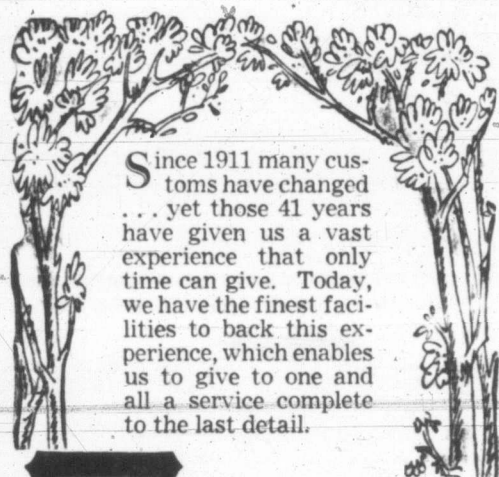 Since 1911 many cus-
toms have changed
... yet those 41 years
have given us a vast
experience that only
time can give. Today,
we have the finest faci-
lities to back this ex-
perience, which enables
us to give to one and
all a service complete
to the last detail.